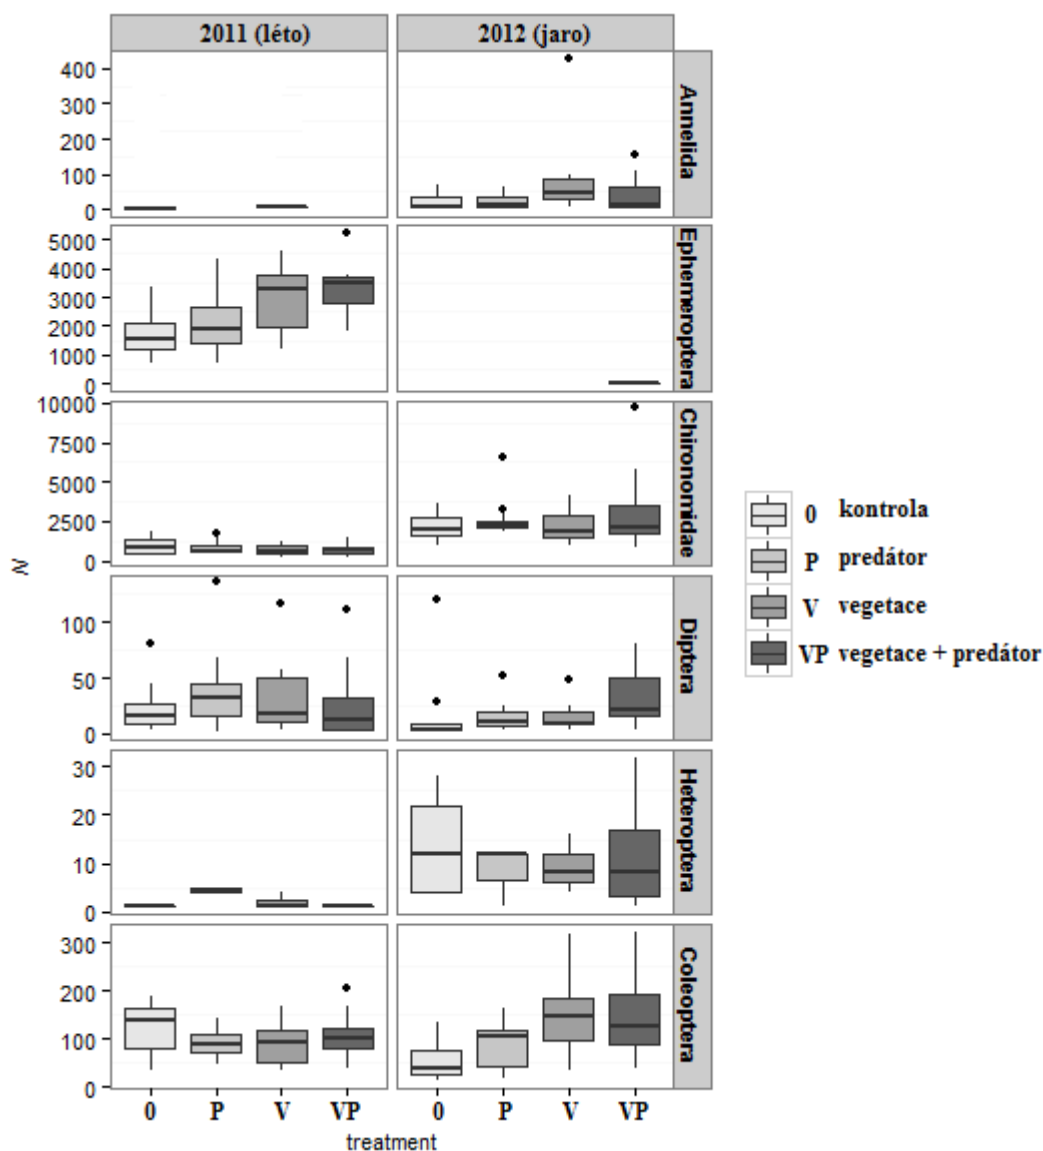 2011 (léto) 2012 (jaro)
400
300
200
100
0
Annelida
5000
4000
3000
2000
1000
0
Ephemeroptera
10000
7500
5000
2500
0
Chironomidae
N
100
50
0
Diptera
30
20
10
0
Heteroptera
300
200
100
0
Coleoptera
0 P V VP 0 P V VP
treatment
0 kontrola
P predátor
V vegetace
VP vegetace + predátor